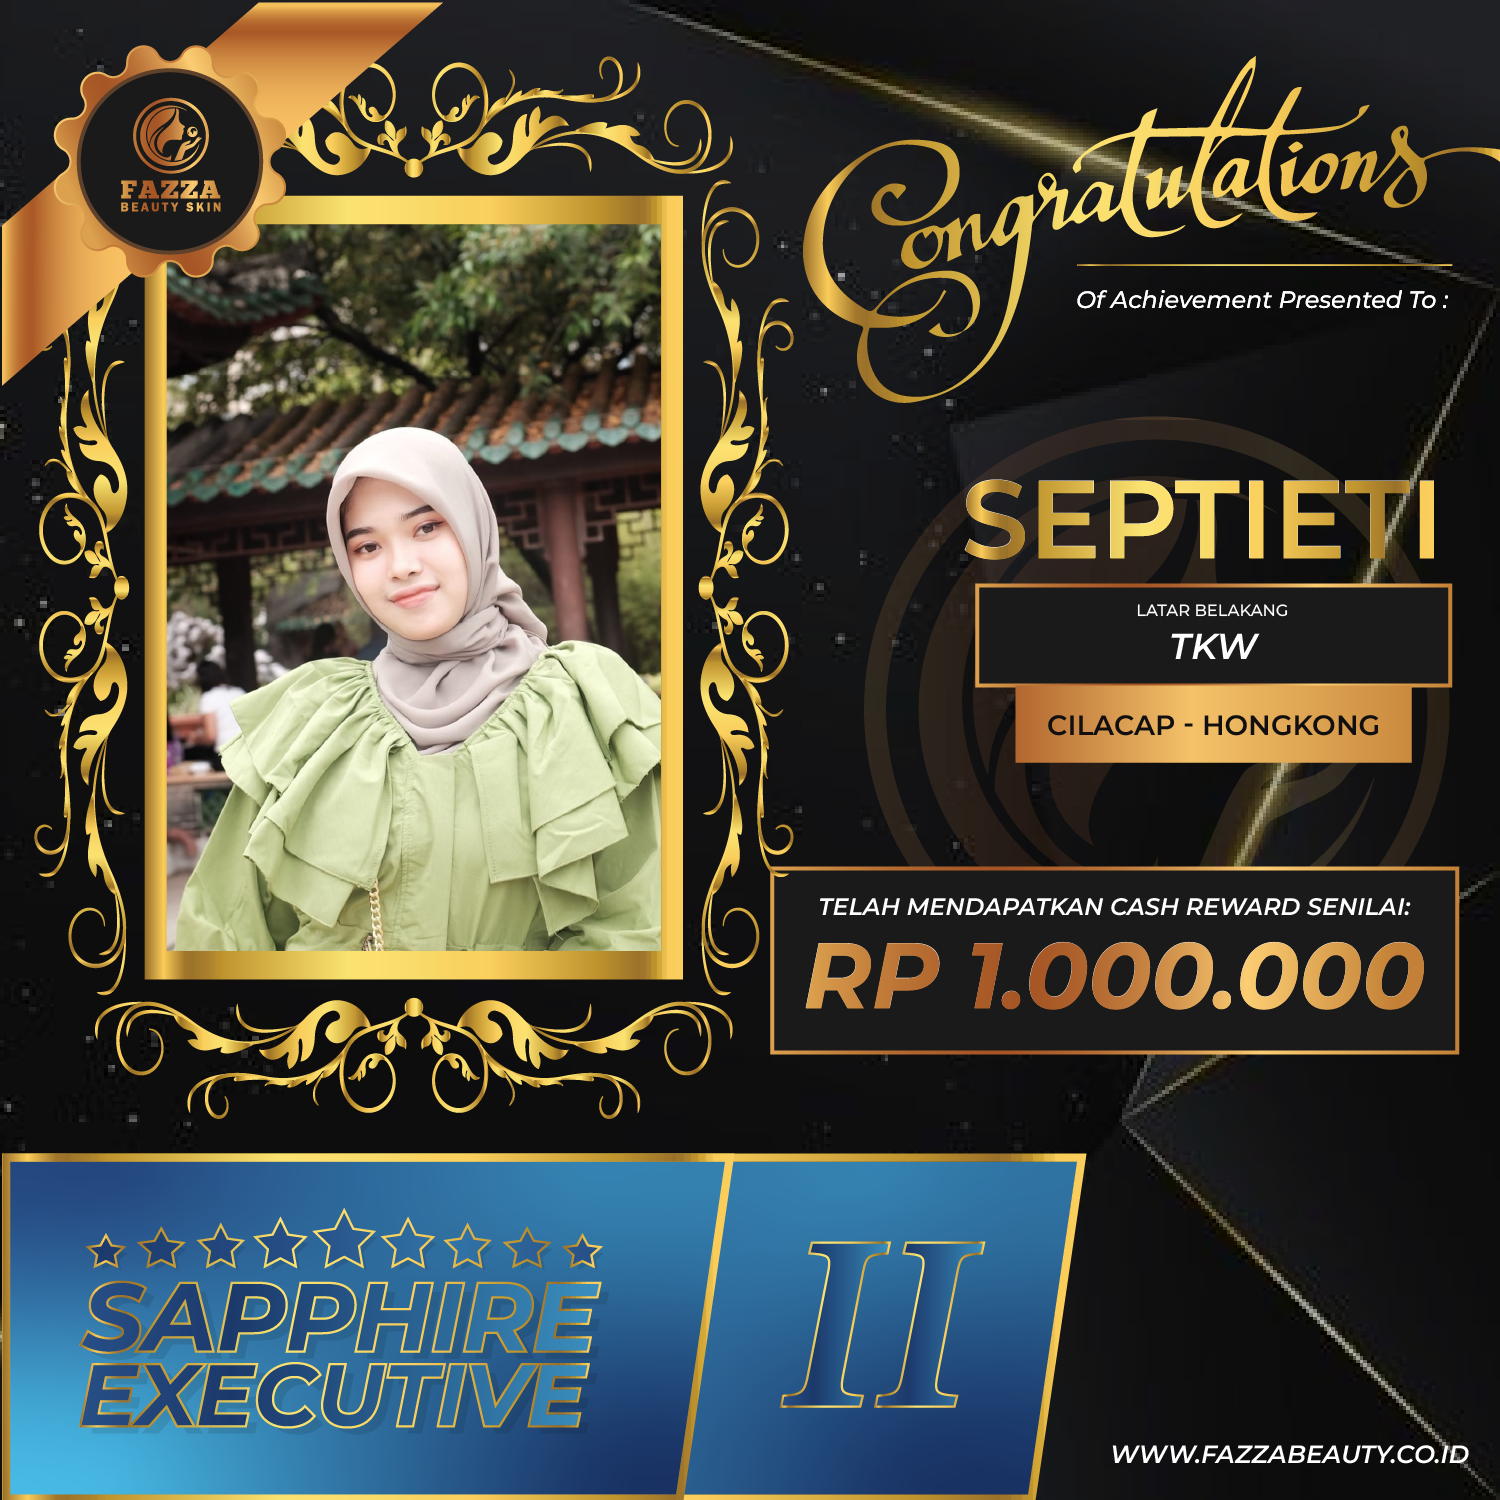 FAZZA
BEAUTY SKIN
Congratulations
Of Achievement Presented To :
SEPTIETI
LATAR BELAKANG
TKW
CILACAP - HONGKONG
TELAH MENDAPATKAN CASH REWARD SENILAI:
RP 1.000.000
SAPPHIRE
EXECUTIVE
II
WWW.FAZZABEAUTY.CO.ID